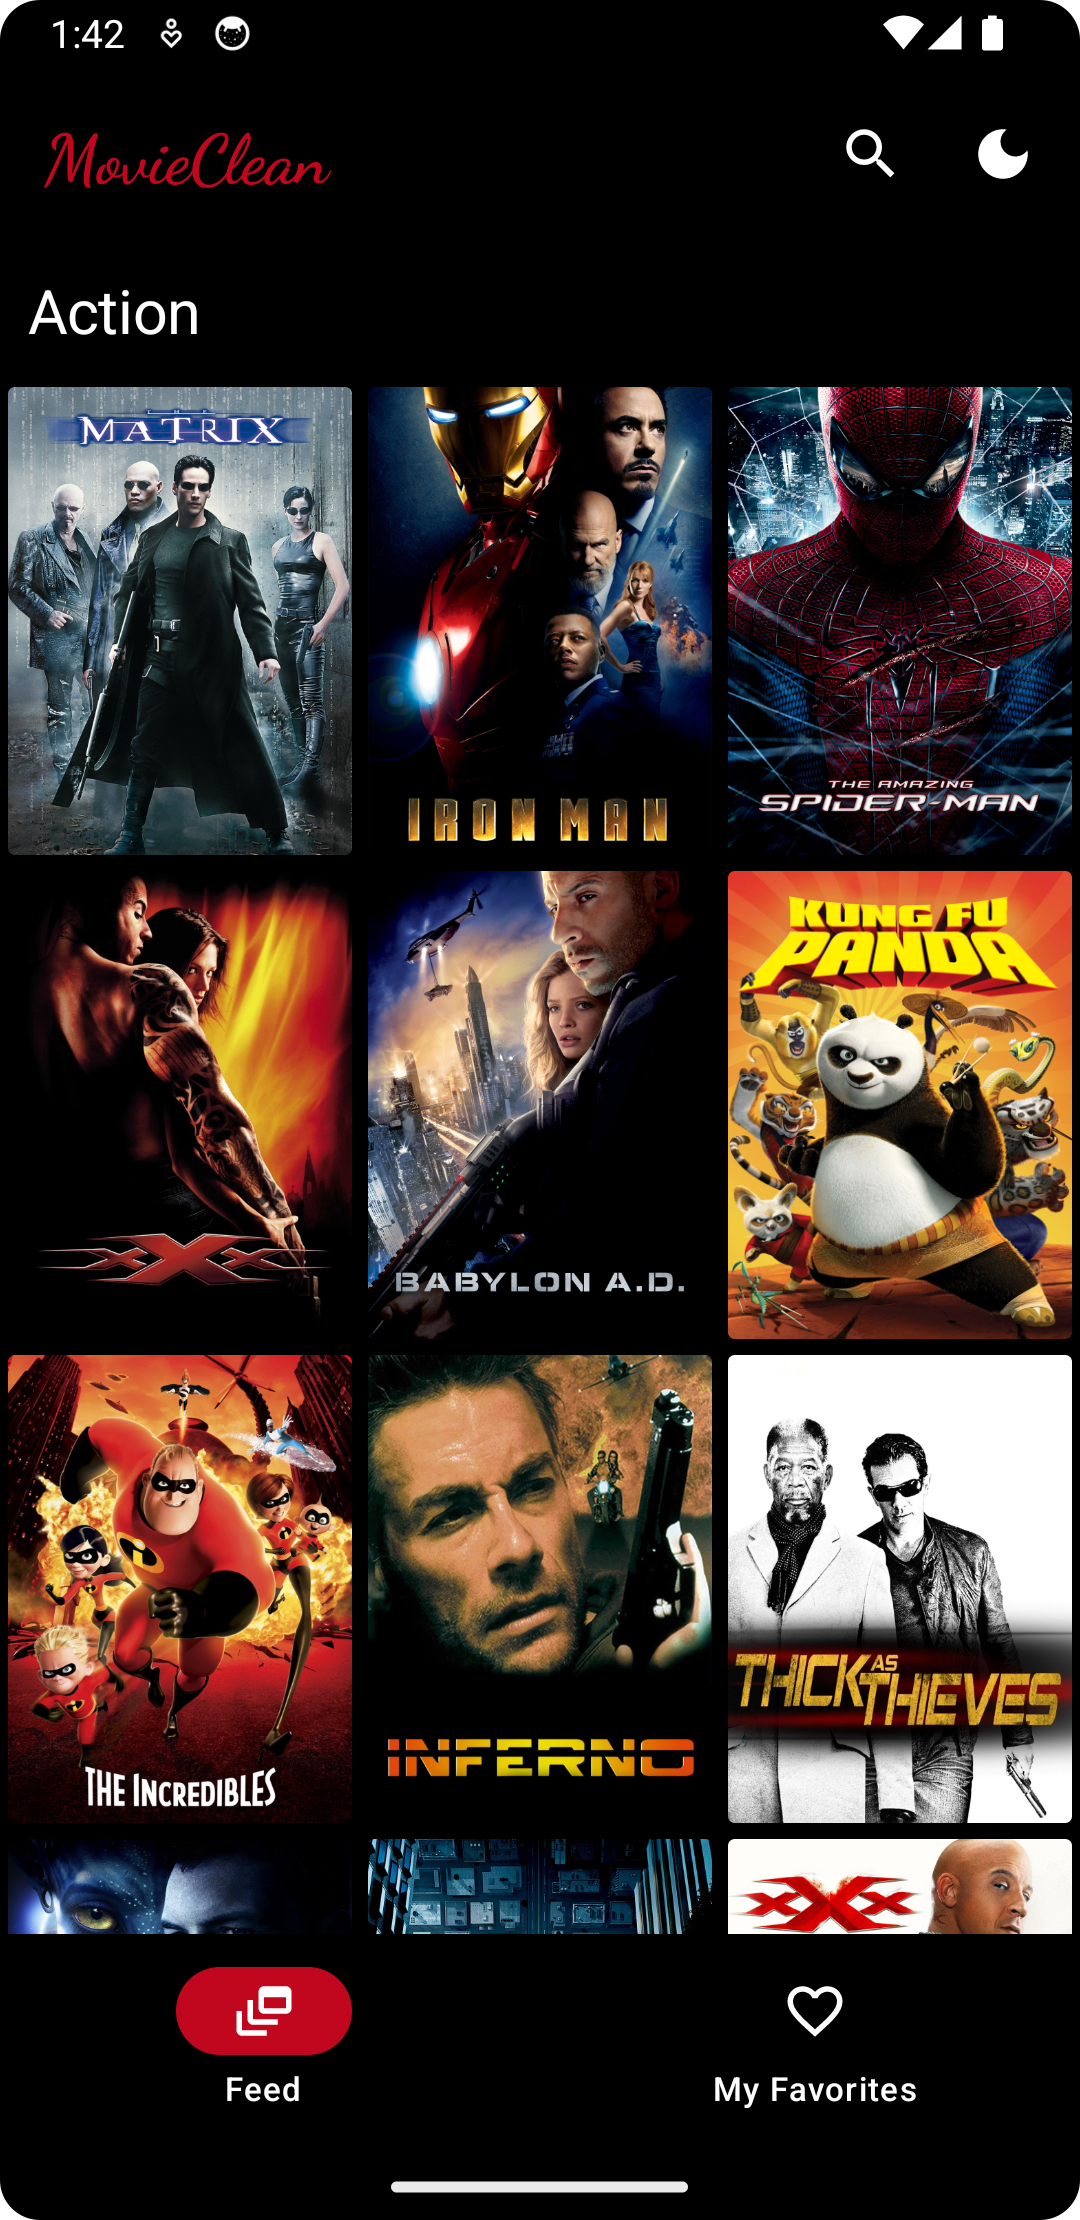 1:42
MovieClean
Action
THE
MATRIX
IRON MAN
THE AMAZING
SPIDER-MAN
xXx
BABYLON A.D.
KUNG FU
PANDA
THE INCREDIBLES
INFERNO
THICK AS
THIEVES
xXx
Feed
My Favorites